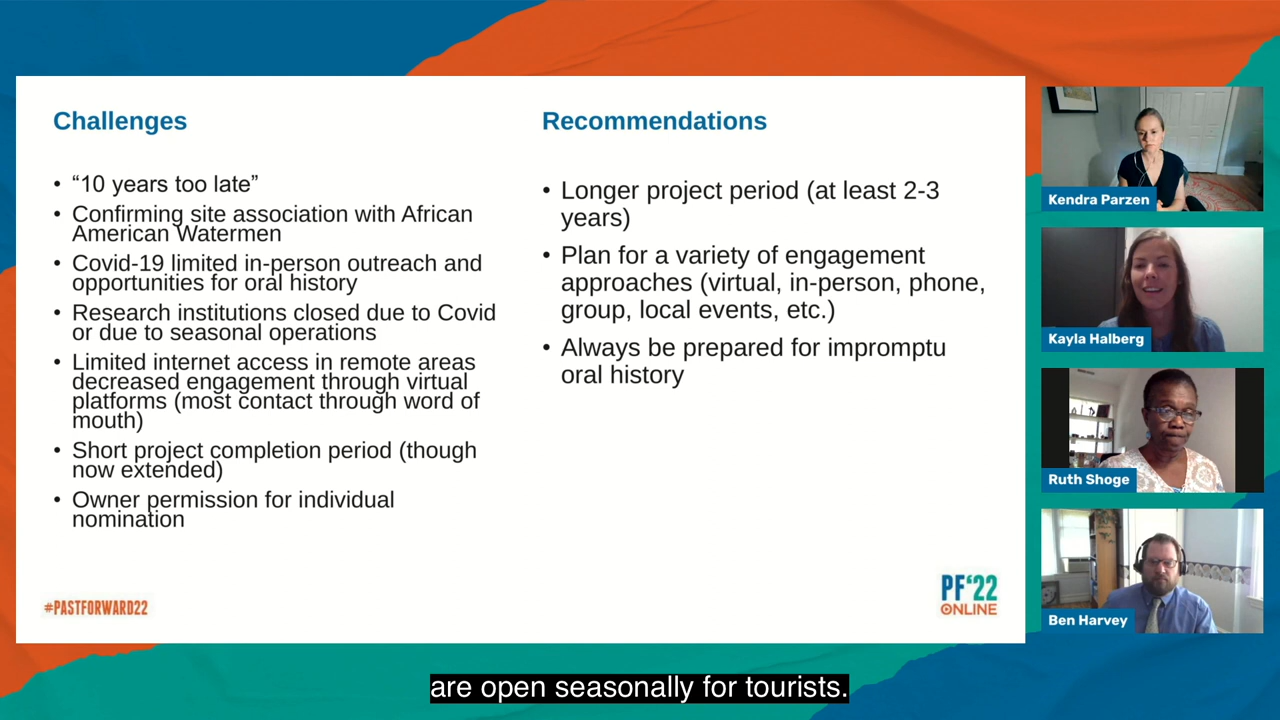 Challenges
• “10 years too late”
• Confirming site association with African
American Watermen
• Covid-19 limited in-person outreach and
opportunities for oral history
• Research institutions closed due to Covid
or due to seasonal operations
• Limited internet access in remote areas
decreased engagement through virtual
platforms (most contact through word of
mouth)
• Short project completion period (though
now extended)
• Owner permission for individual
nomination
Recommendations
• Longer project period (at least 2-3
years)
• Plan for a variety of engagement
approaches (virtual, in-person, phone,
group, local events, etc.)
• Always be prepared for impromptu
oral history
#PASTFORWARD22
PF‘22
ONLINE
Kendra Parzen
Kayla Halberg
Ruth Shoge
Ben Harvey
are open seasonally for tourists.